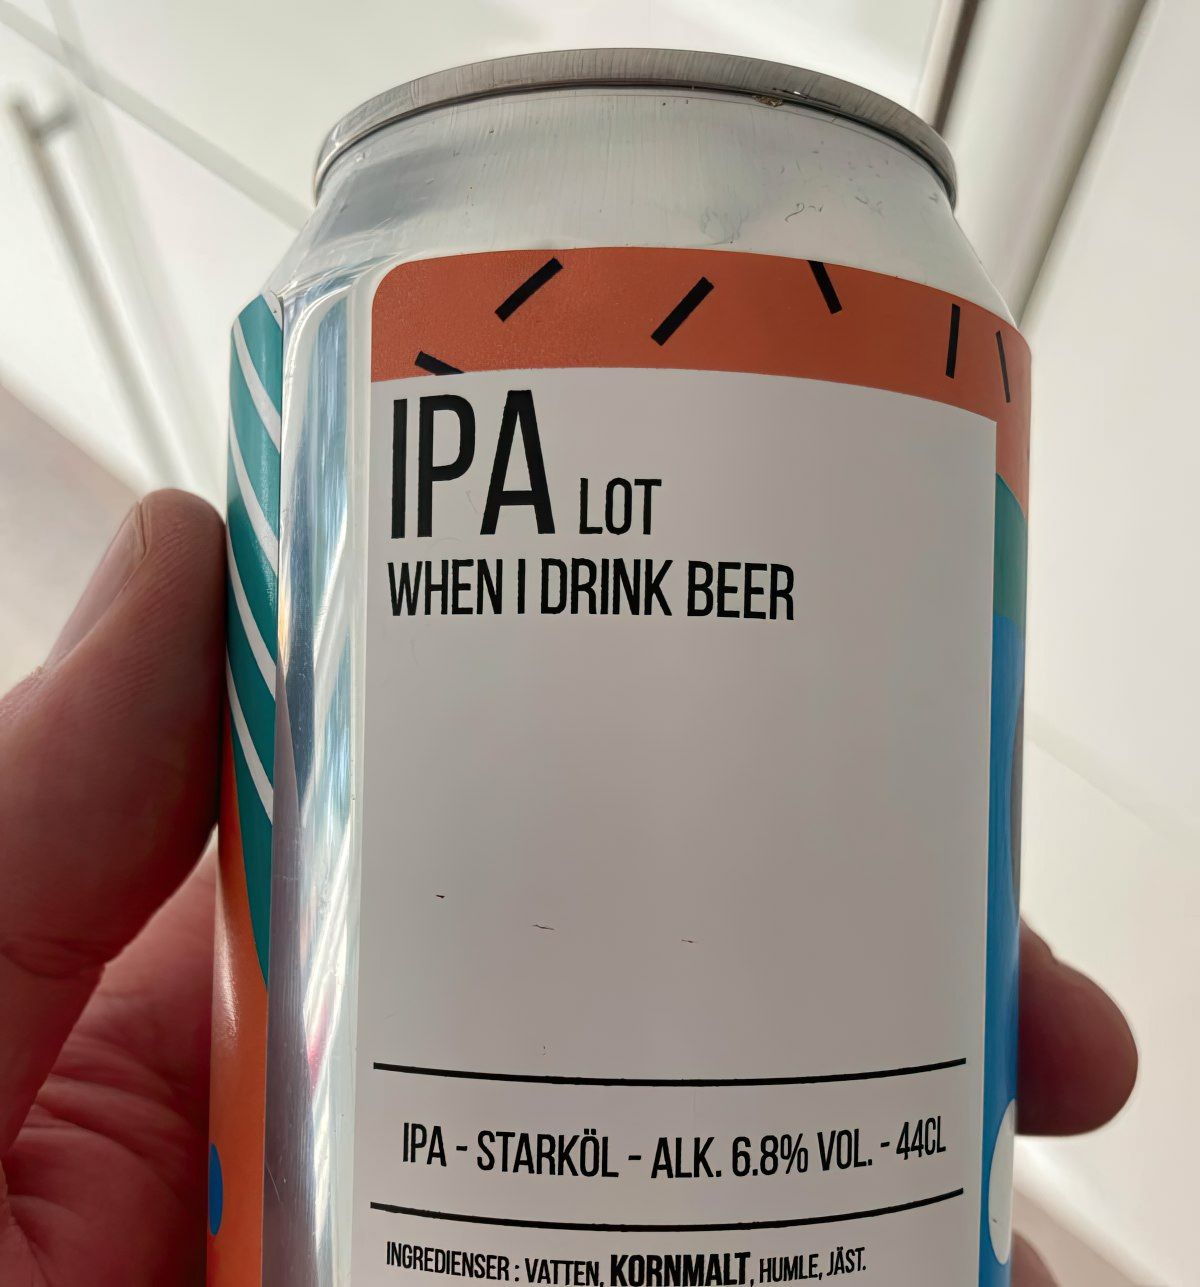 IPA LOT
WHEN I DRINK BEER
IPA - STARKÖL - ALK. 6.8% VOL. - 44CL
INGREDIENSER : VATTEN, KORNMALT, HUMLE, JÄST.